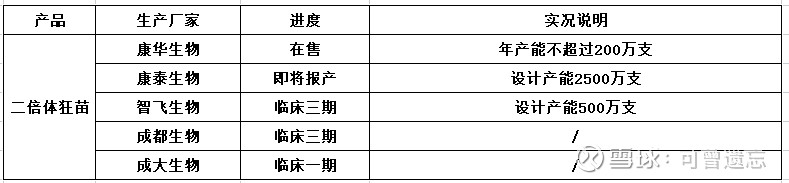 产品 生产厂家 进度 实况说明
康华生物 在售 年产能不超过200万支
康泰生物 即将报产 设计产能2500万支
二倍体狂苗 智飞生物 临床三期 设计产能500万支
成都生物 临床三期 /
成大生物 临床一期 /
雪球:可曾遗忘